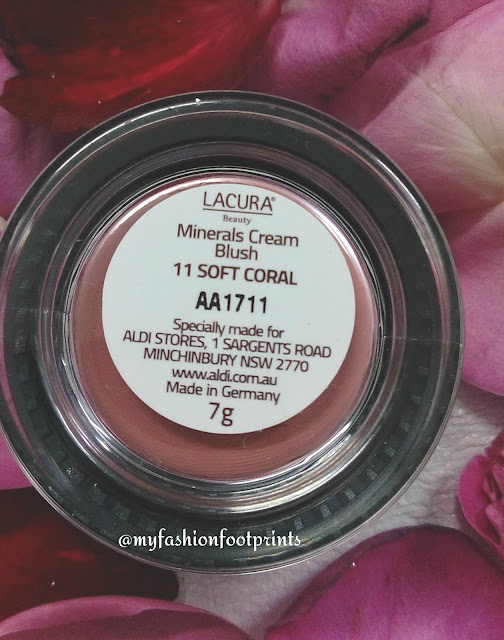 LACURA®
Beauty
Minerals Cream
Blush
11 SOFT CORAL
AA1711
Specially made for
ALDI STORES, 1 SARGENTS ROAD
MINCHINBURY NSW 2770
www.aldi.com.au
Made in Germany
7g
@myfashionfootprints